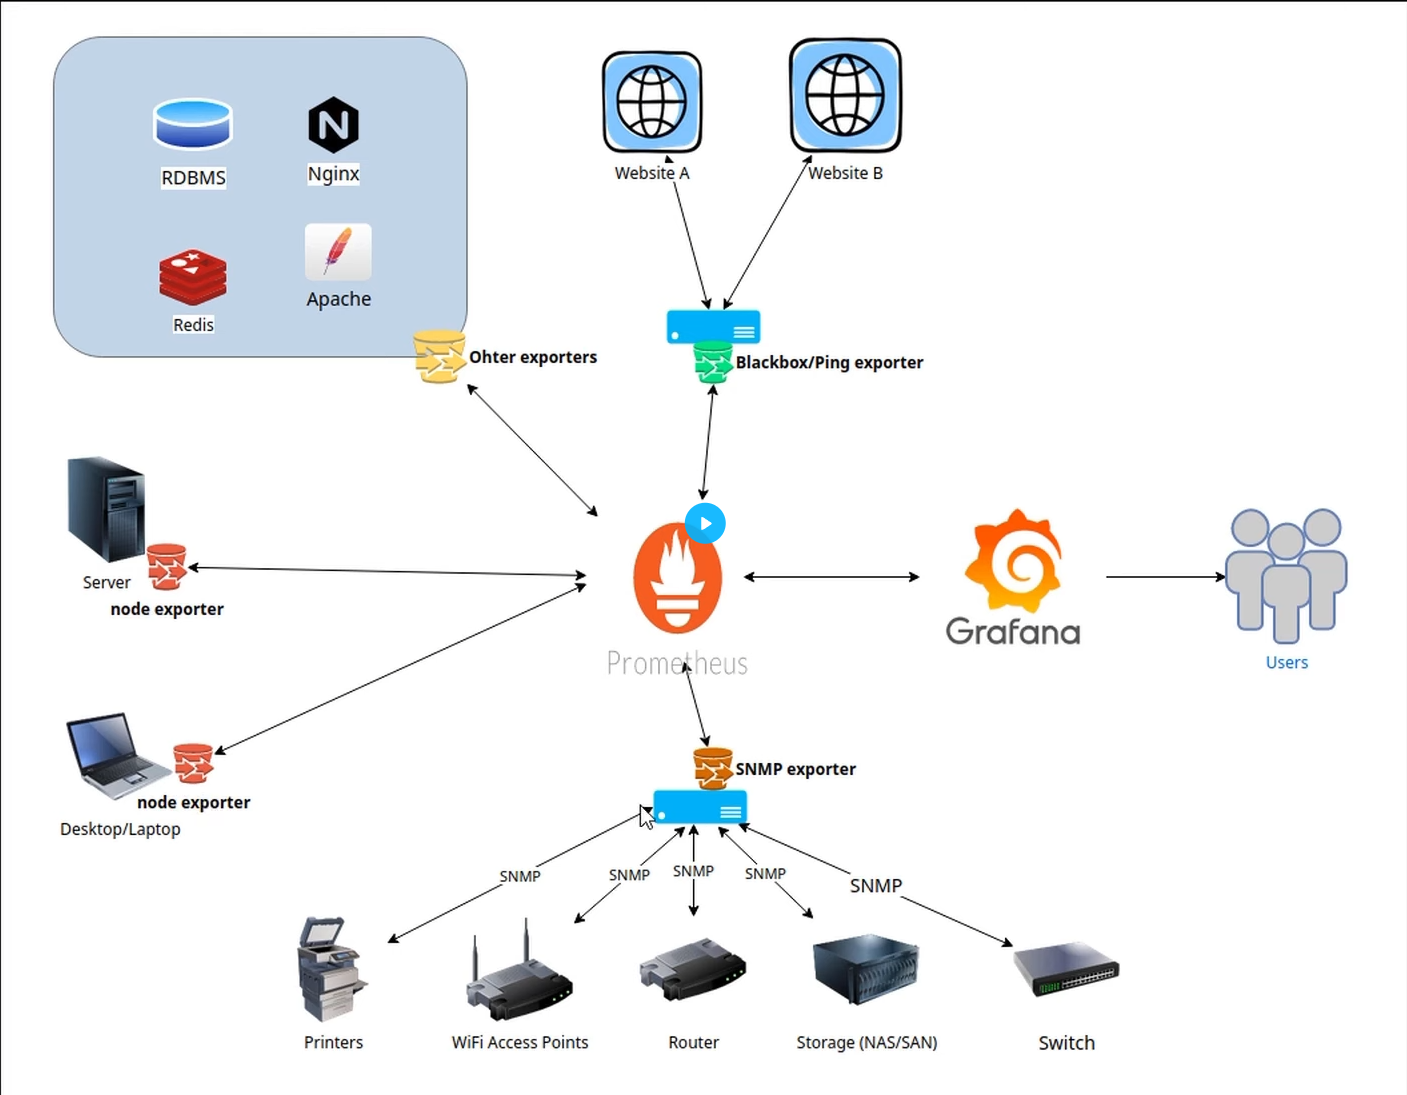 Website A
Website B
RDBMS
Nginx
Redis
Apache
Ohter exporters
Blackbox/Ping exporter
Server
node exporter
Prometheus
Grafana
Users
SNMP exporter
node exporter
Desktop/Laptop
SNMP
SNMP
SNMP
SNMP
SNMP
Printers
WiFi Access Points
Router
Storage (NAS/SAN)
Switch